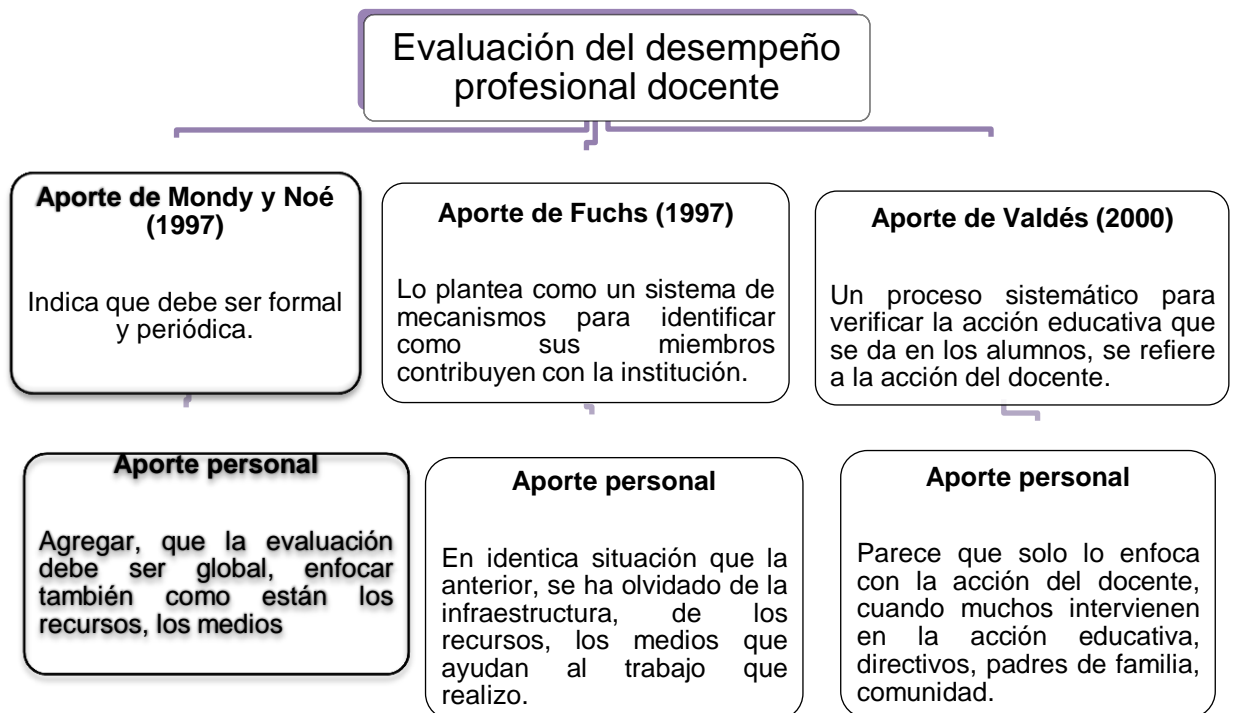 Evaluación del desempeño
profesional docente
Aporte de Mondy y Noé
(1997)
Indica que debe ser formal
y periódica.
Aporte de Fuchs (1997)
Lo plantea como un sistema de
mecanismos para identificar
como sus miembros
contribuyen con la institución.
Aporte de Valdés (2000)
Un proceso sistemático para
verificar la acción educativa que
se da en los alumnos, se refiere
a la acción del docente.
Aporte personal
Agregar, que la evaluación
debe ser global, enfocar
también como están los
recursos, los medios
Aporte personal
En identica situación que la
anterior, se ha olvidado de la
infraestructura, de los
recursos, los medios que
ayudan al trabajo que
realizo.
Aporte personal
Parece que solo lo enfoca
con la acción del docente,
cuando muchos intervienen
en la acción educativa,
directivos, padres de familia,
comunidad.